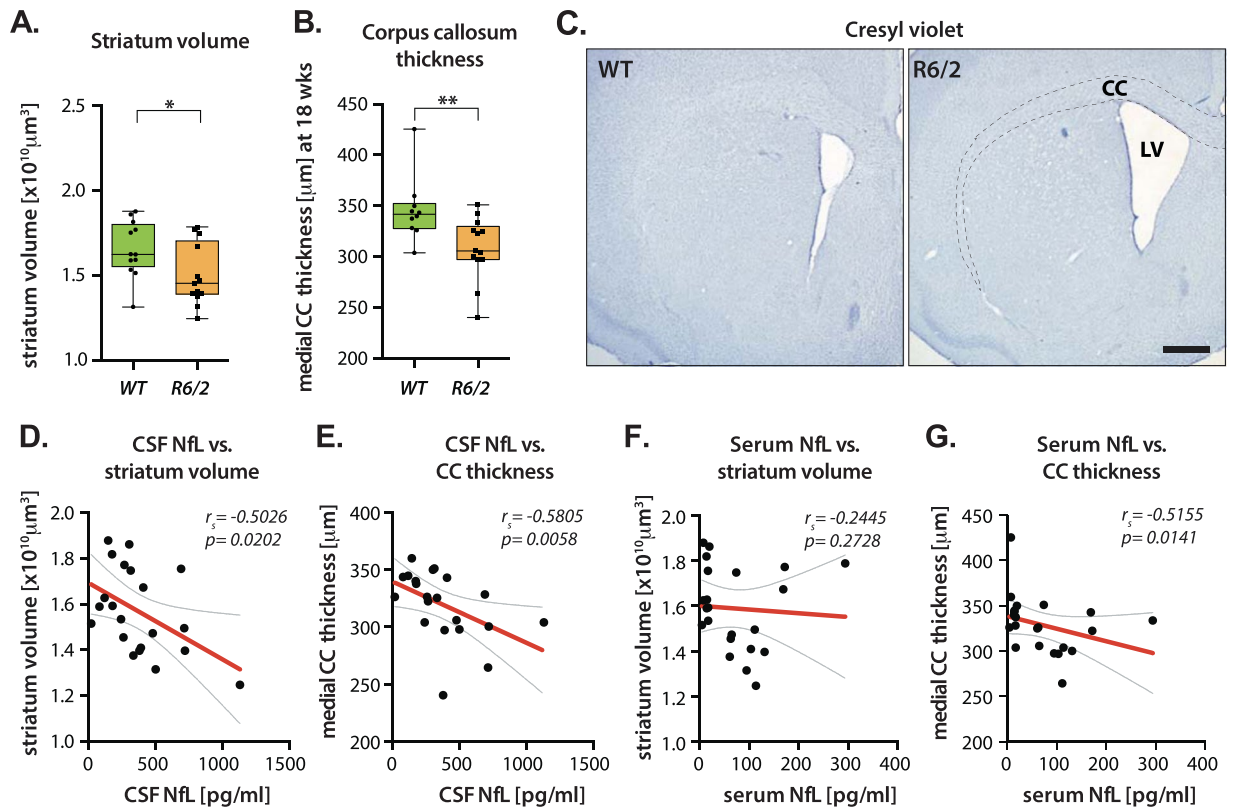 A.
Striatum volume
striatum volume [x10¹⁰µm³]
2.5
2.0
1.5
1.0
*
WT
R6/2
B.
Corpus callosum
thickness
medial CC thickness [µm] at 18 wks
450
400
350
300
250
200
**
WT
R6/2
C.
Cresyl violet
WT
R6/2
CC
LV
D.
CSF NfL vs.
striatum volume
striatum volume [x10¹⁰µm³]
2.0
1.8
1.6
1.4
1.2
1.0
rₛ = -0.5026
p= 0.0202
0 500 1000 1500
CSF NfL [pg/ml]
E.
CSF NfL vs.
CC thickness
medial CC thickness [µm]
400
350
300
250
200
rₛ = -0.5805
p= 0.0058
0 500 1000 1500
CSF NfL [pg/ml]
F.
Serum NfL vs.
striatum volume
striatum volume [x10¹⁰µm³]
2.0
1.8
1.6
1.4
1.2
1.0
rₛ = -0.2445
p= 0.2728
0 100 200 300 400
serum NfL [pg/ml]
G.
Serum NfL vs.
CC thickness
medial CC thickness [µm]
450
400
350
300
250
200
rₛ = -0.5155
p= 0.0141
0 100 200 300 400
serum NfL [pg/ml]